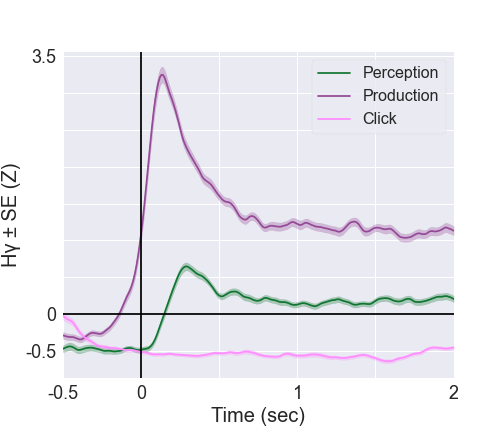 3.5
Perception
Production
Click
Hγ ± SE (Z)
0
-0.5
-0.5
0
1
2
Time (sec)